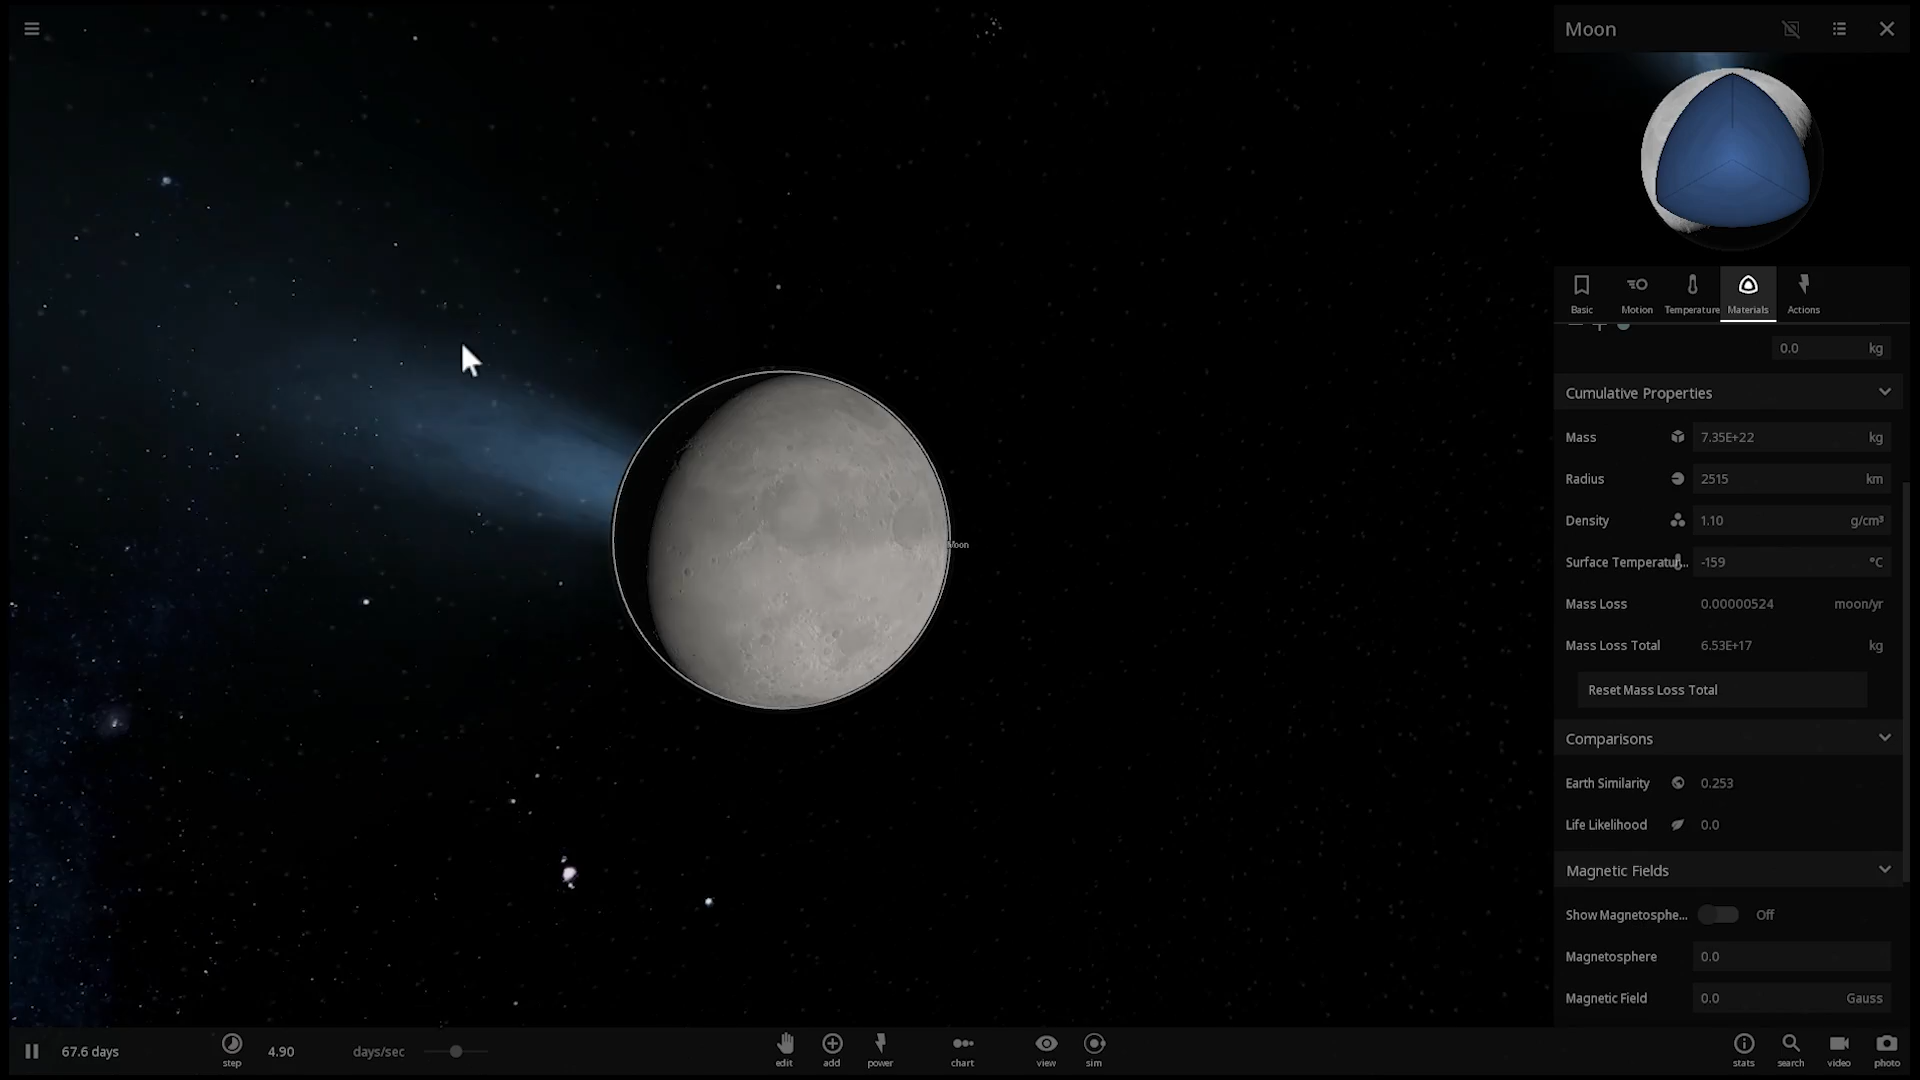 Moon
Basic
Motion
Temperature
Materials
Actions
0.0 kg
Cumulative Properties
Mass 7.35E+22 kg
Radius 2515 km
Density 1.10 g/cm³
Surface Temperatur... -159 °C
Mass Loss 0.00000524 moon/yr
Mass Loss Total 6.53E+17 kg
Reset Mass Loss Total
Comparisons
Earth Similarity 0.253
Life Likelihood 0.0
Magnetic Fields
Show Magnetosphe... Off
Magnetosphere 0.0
Magnetic Field 0.0 Gauss
Moon
67.6 days
step
4.90 days/sec
edit
add
power
chart
view
sim
stats
search
video
photo